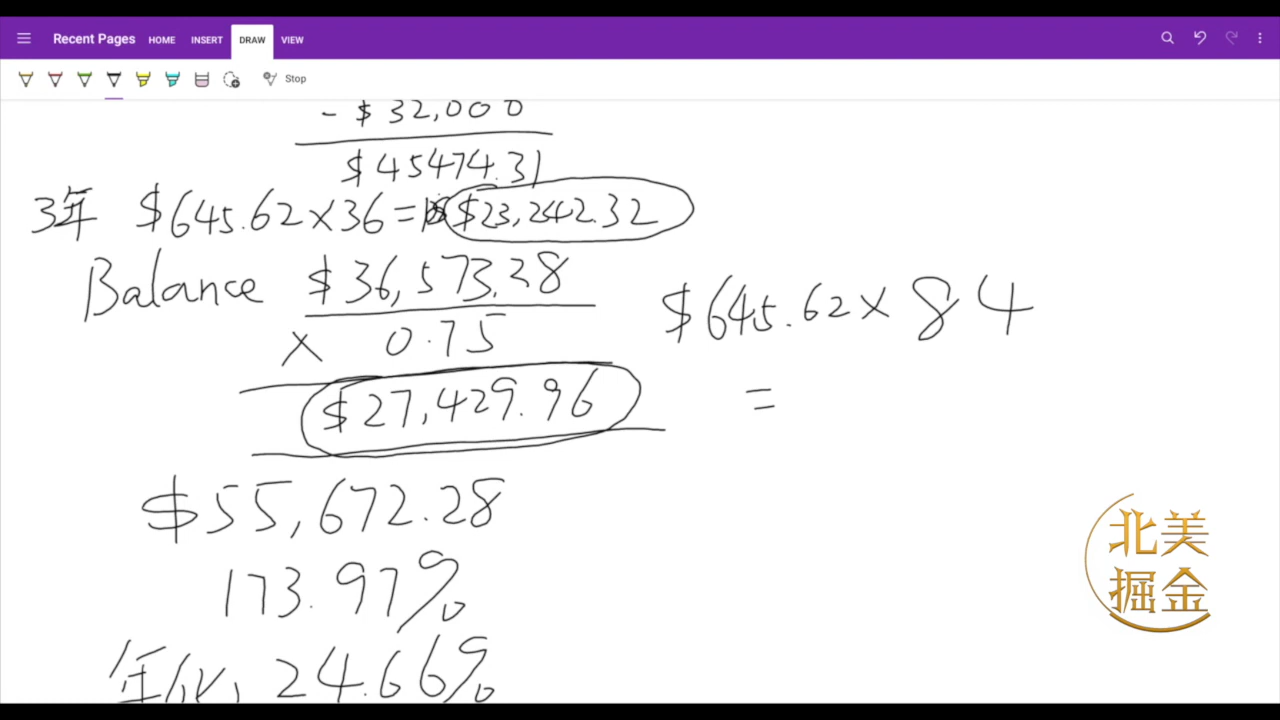 Recent Pages HOME INSERT DRAW VIEW
Stop
- $32,000
$45474.31
3年 $645.62×36= $23,242.32
Balance $36,573.28
× 0.75
$27,429.96
$645.62×84
=
$55,672.28
173.97%
年化, 24.66%
北美
掘金